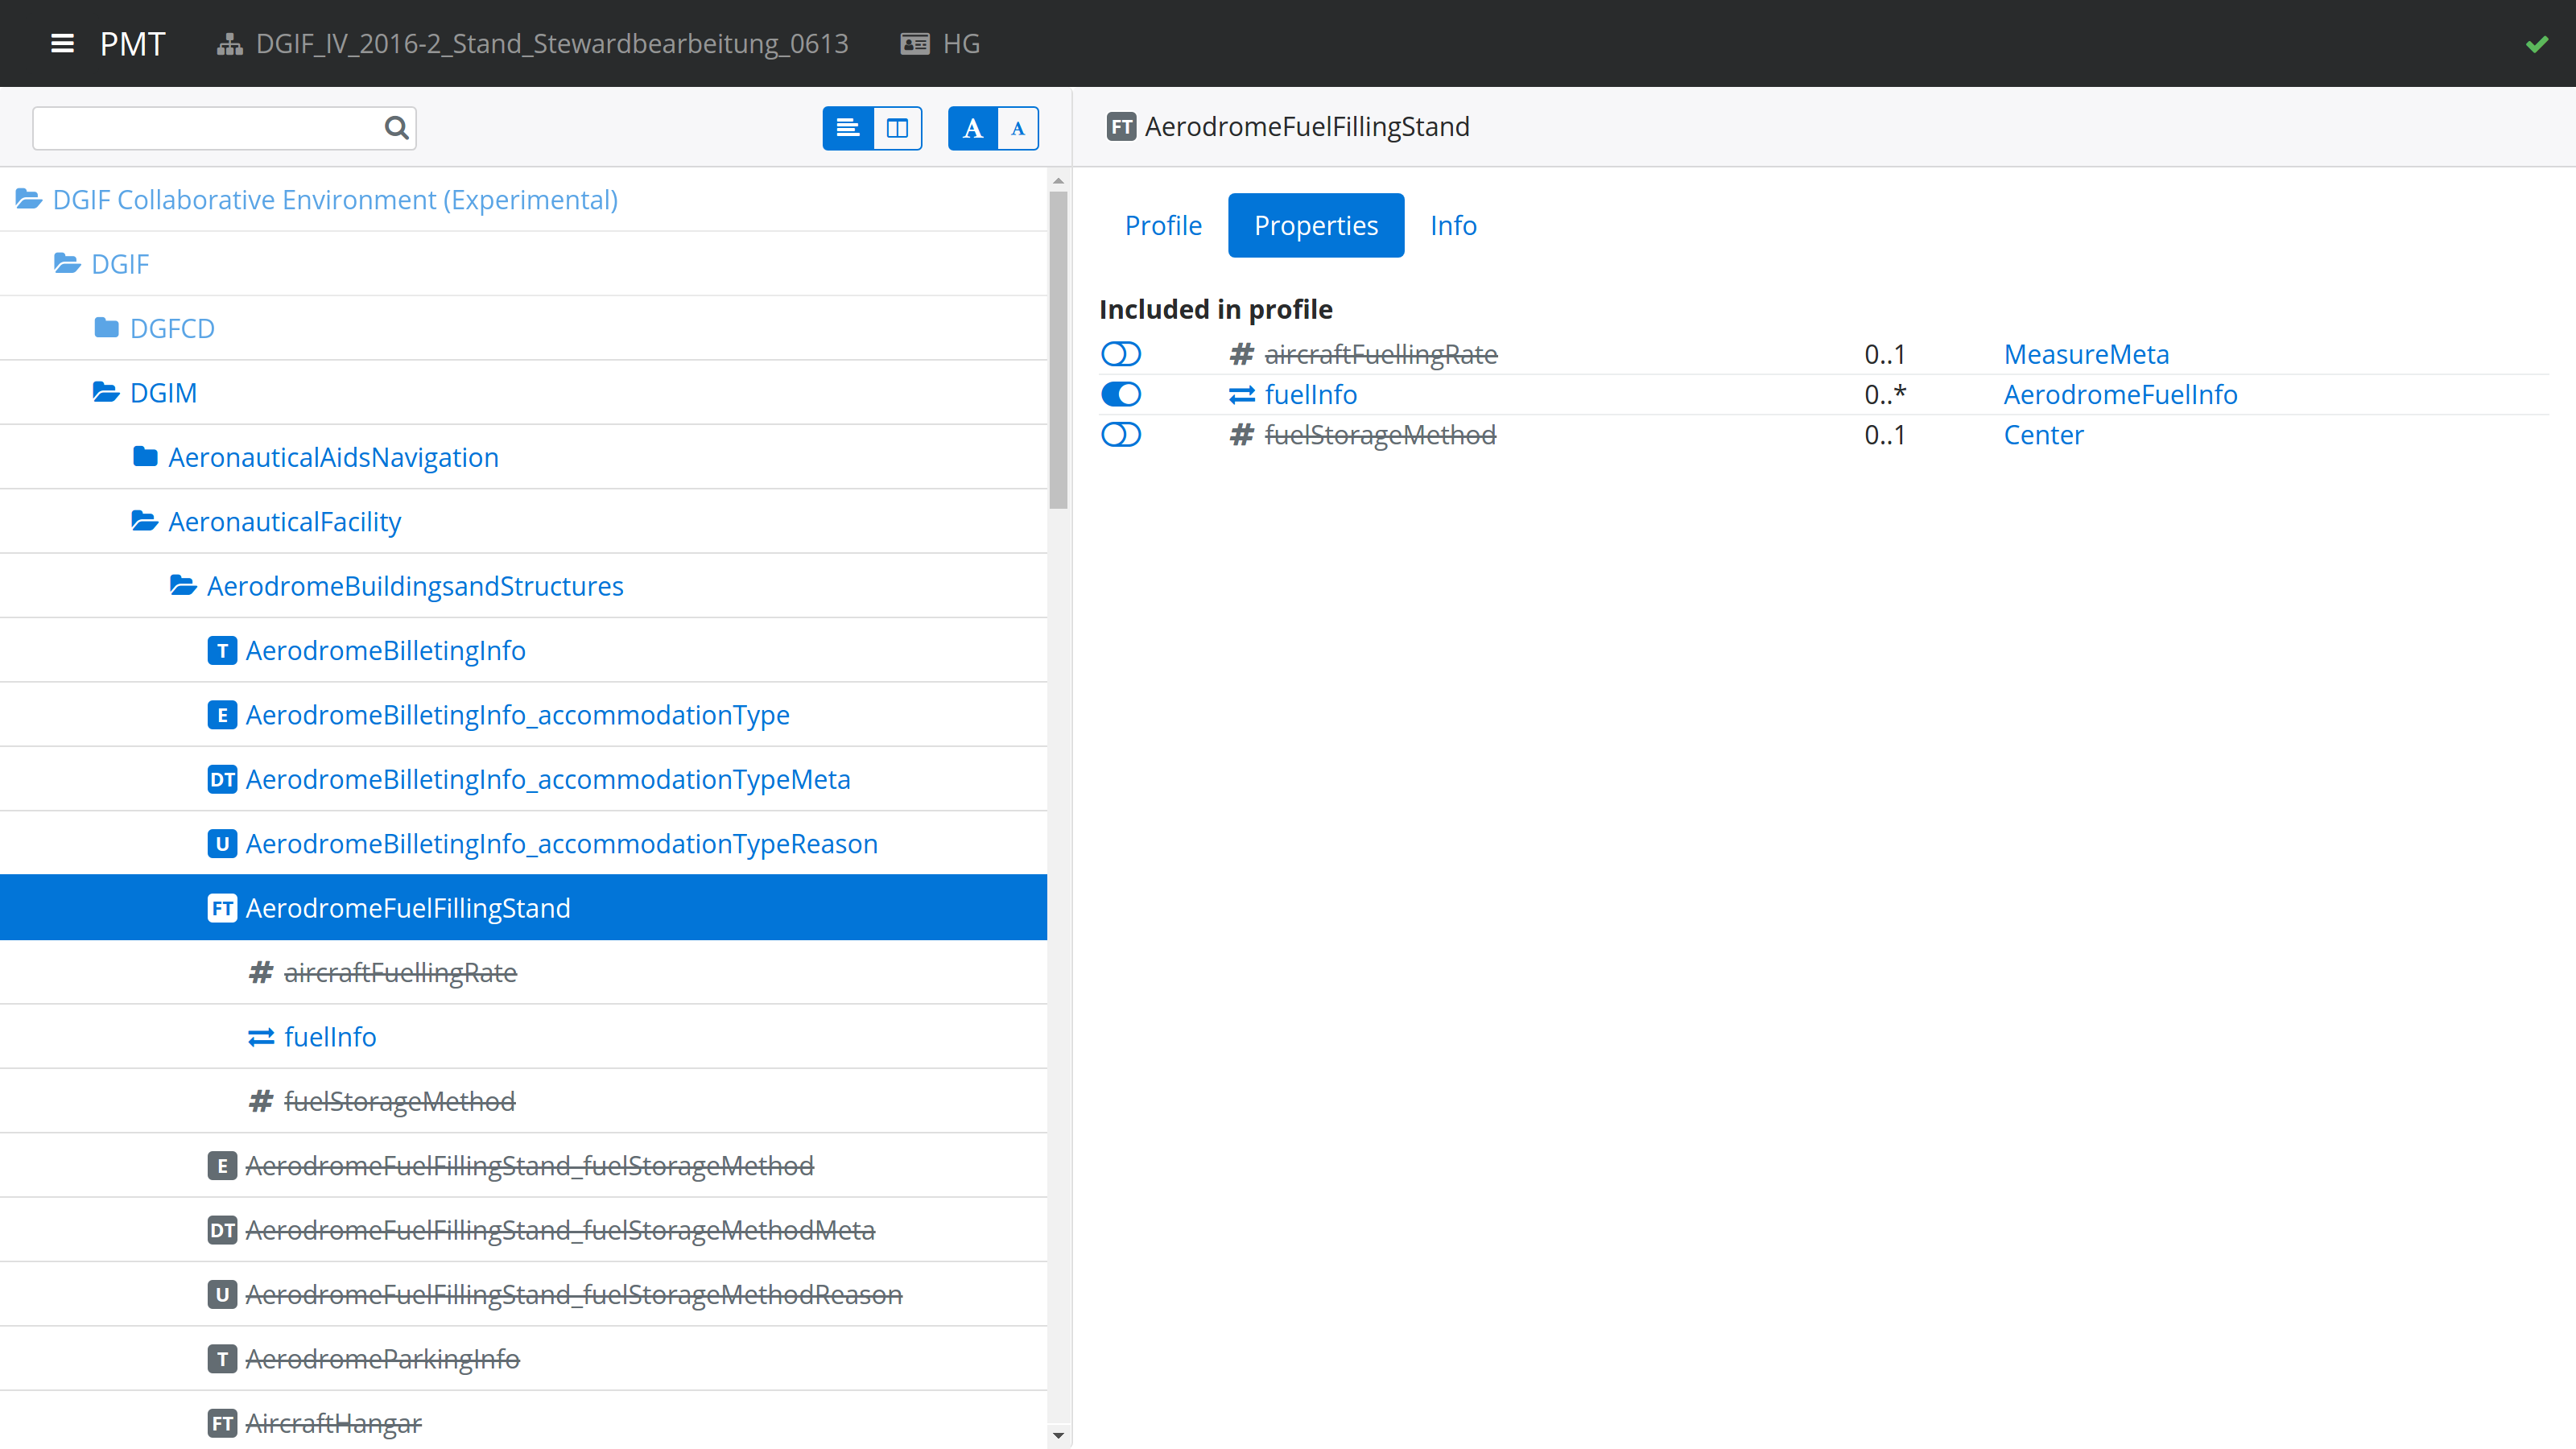 PMT DGIF_IV_2016-2_Stand_Stewardbearbeitung_0613 HG
A A
DGIF Collaborative Environment (Experimental)
DGIF
DGFCD
DGIM
AeronauticalAidsNavigation
AeronauticalFacility
AerodromeBuildingsandStructures
T AerodromeBilletingInfo
E AerodromeBilletingInfo_accommodationType
DT AerodromeBilletingInfo_accommodationTypeMeta
U AerodromeBilletingInfo_accommodationTypeReason
FT AerodromeFuelFillingStand
# aircraftFuellingRate
fuelInfo
# fuelStorageMethod
E AerodromeFuelFillingStand_fuelStorageMethod
DT AerodromeFuelFillingStand_fuelStorageMethodMeta
U AerodromeFuelFillingStand_fuelStorageMethodReason
T AerodromeParkingInfo
FT AircraftHangar
FT AerodromeFuelFillingStand
Profile Properties Info
Included in profile
# aircraftFuellingRate 0..1 MeasureMeta
fuelInfo 0..* AerodromeFuelInfo
# fuelStorageMethod 0..1 Center